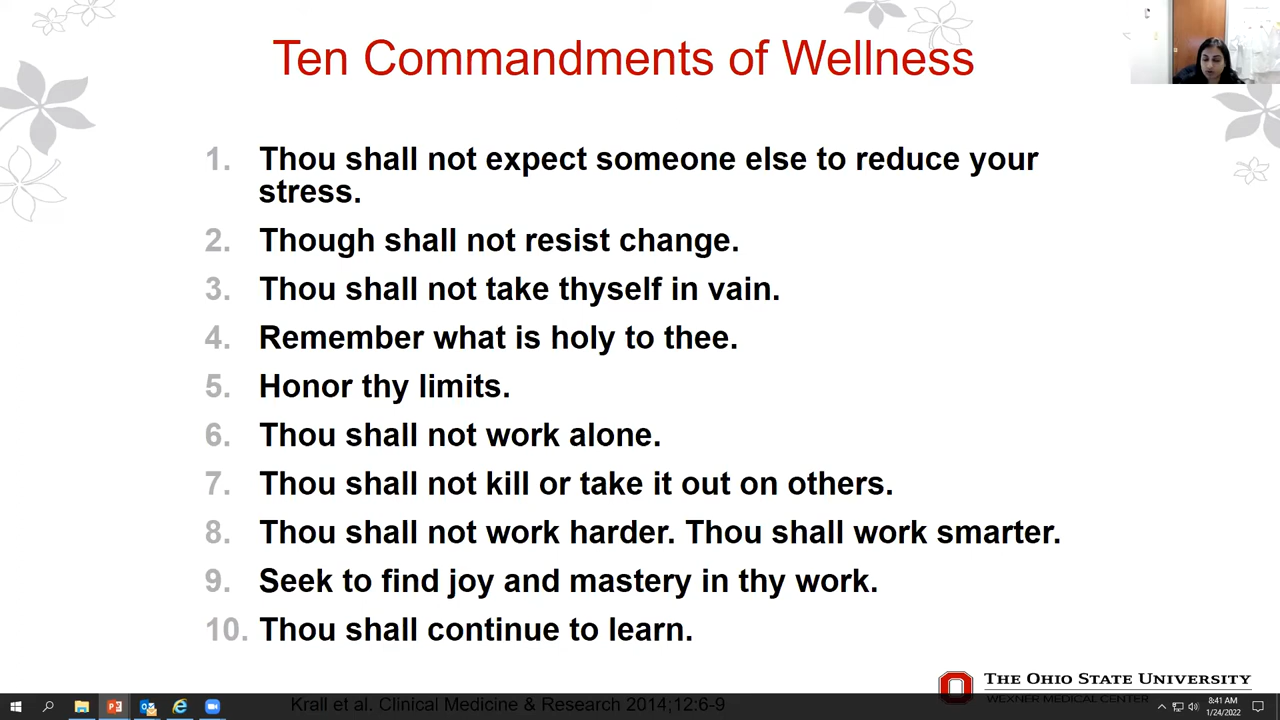 Ten Commandments of Wellness
1. Thou shall not expect someone else to reduce your
stress.
2. Though shall not resist change.
3. Thou shall not take thyself in vain.
4. Remember what is holy to thee.
5. Honor thy limits.
6. Thou shall not work alone.
7. Thou shall not kill or take it out on others.
8. Thou shall not work harder. Thou shall work smarter.
9. Seek to find joy and mastery in thy work.
10. Thou shall continue to learn.
THE OHIO STATE UNIVERSITY
WEXNER MEDICAL CENTER
Krall et al. Clinical Medicine & Research 2014;12:6-9
8:41 AM
1/24/2022